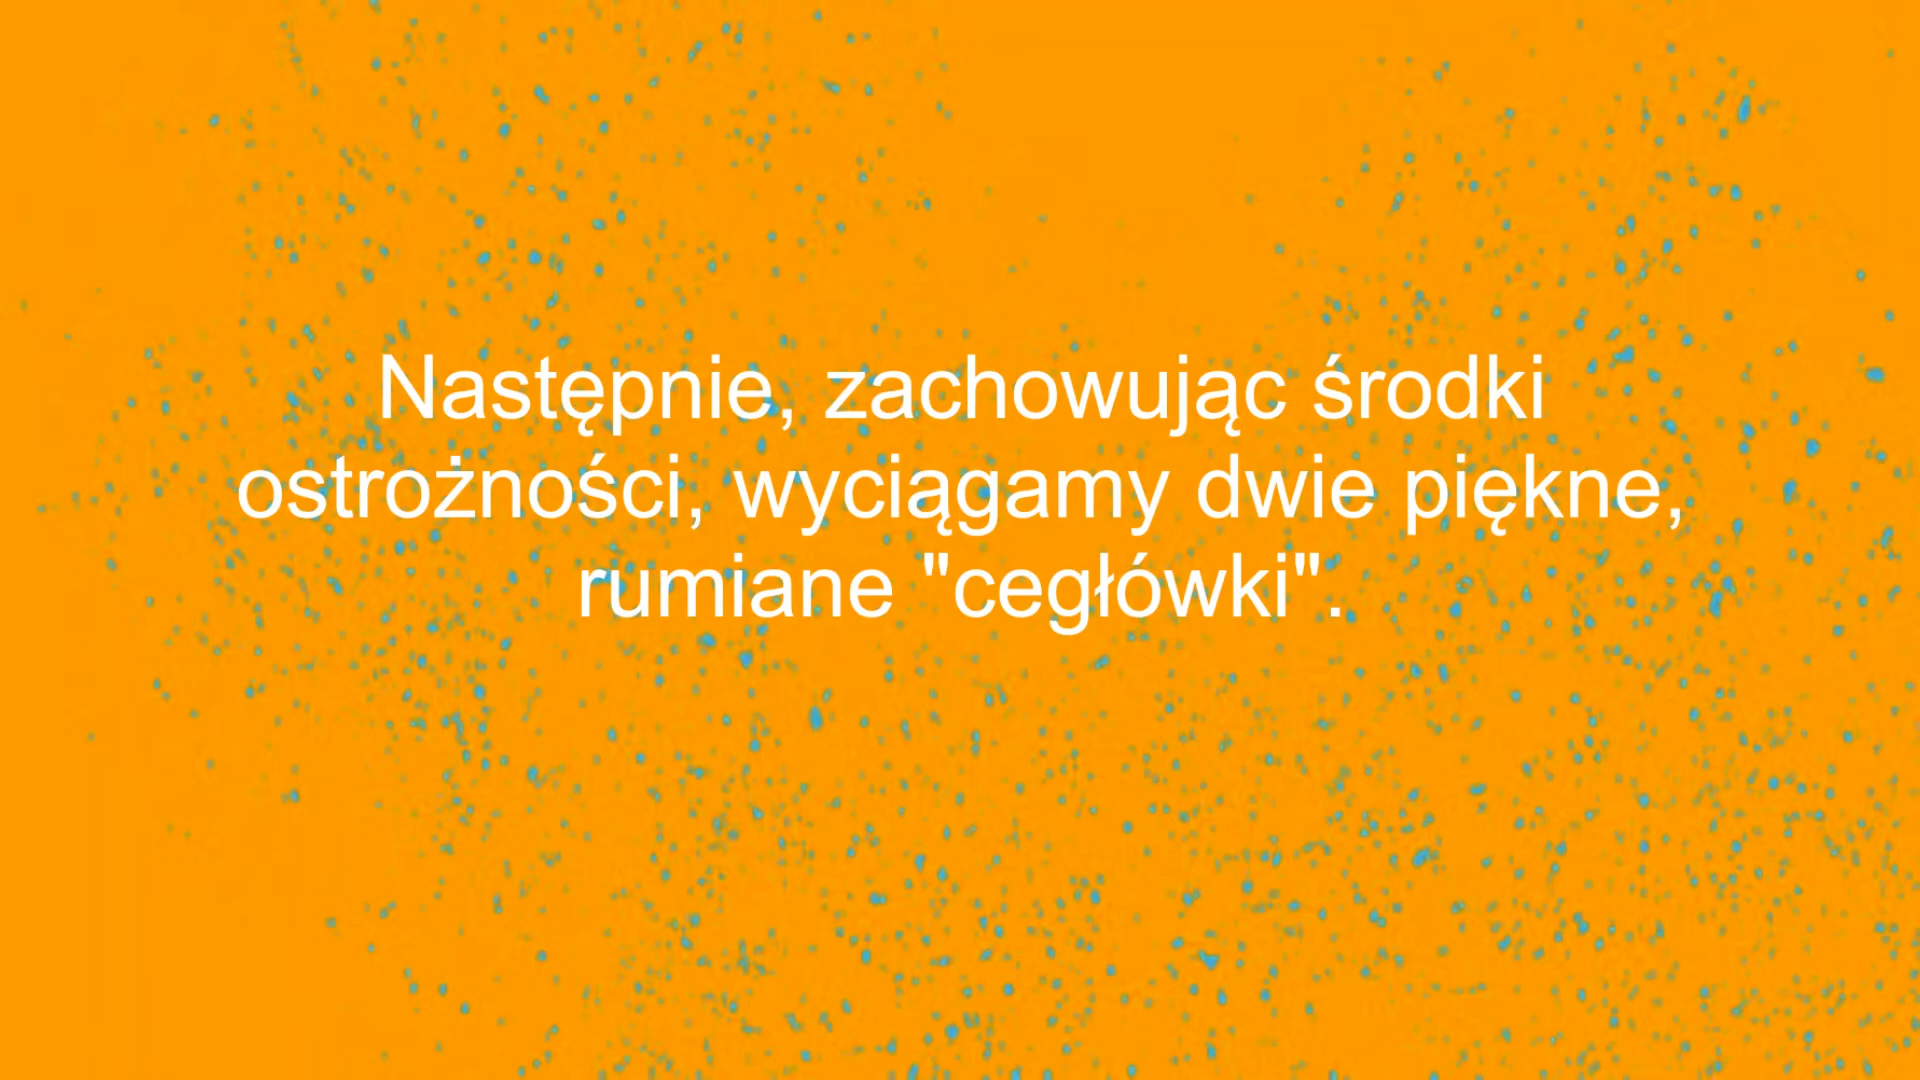 Następnie, zachowując środki
ostrożności, wyciągamy dwie piękne,
rumiane "cegłówki".